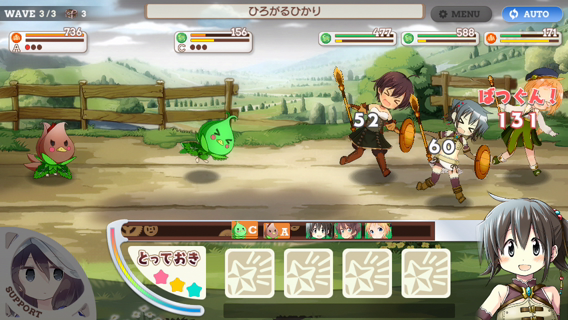 WAVE 3/3 3
ひろがるひかり
MENU
AUTO
736
A
156
C
477
588
171
ばつぐん!
52
60
131
C A
とっておき
SUPPORT